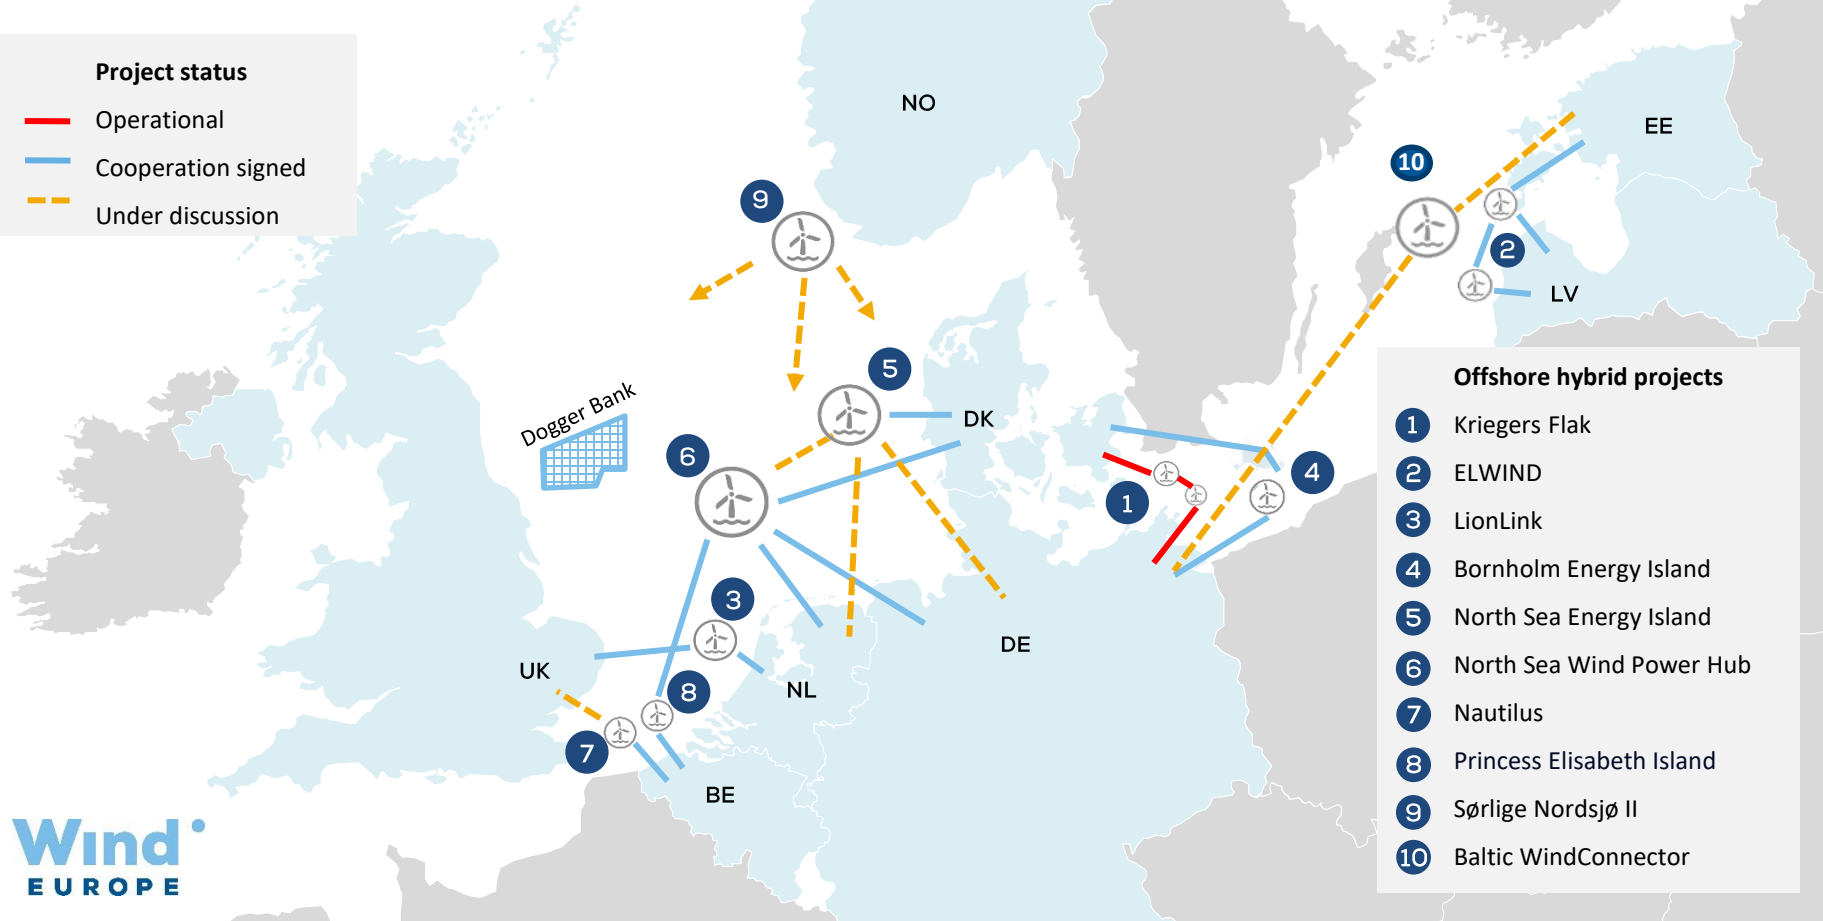 Project status
Operational
Cooperation signed
Under discussion
NO
EE
10
9
2
LV
5
Dogger Bank
DK
6
4
1
3
UK
DE
8
NL
7
BE
Offshore hybrid projects
1 Kriegers Flak
2 ELWIND
3 LionLink
4 Bornholm Energy Island
5 North Sea Energy Island
6 North Sea Wind Power Hub
7 Nautilus
8 Princess Elisabeth Island
9 Sørlige Nordsjø II
10 Baltic WindConnector
Wind
EUROPE